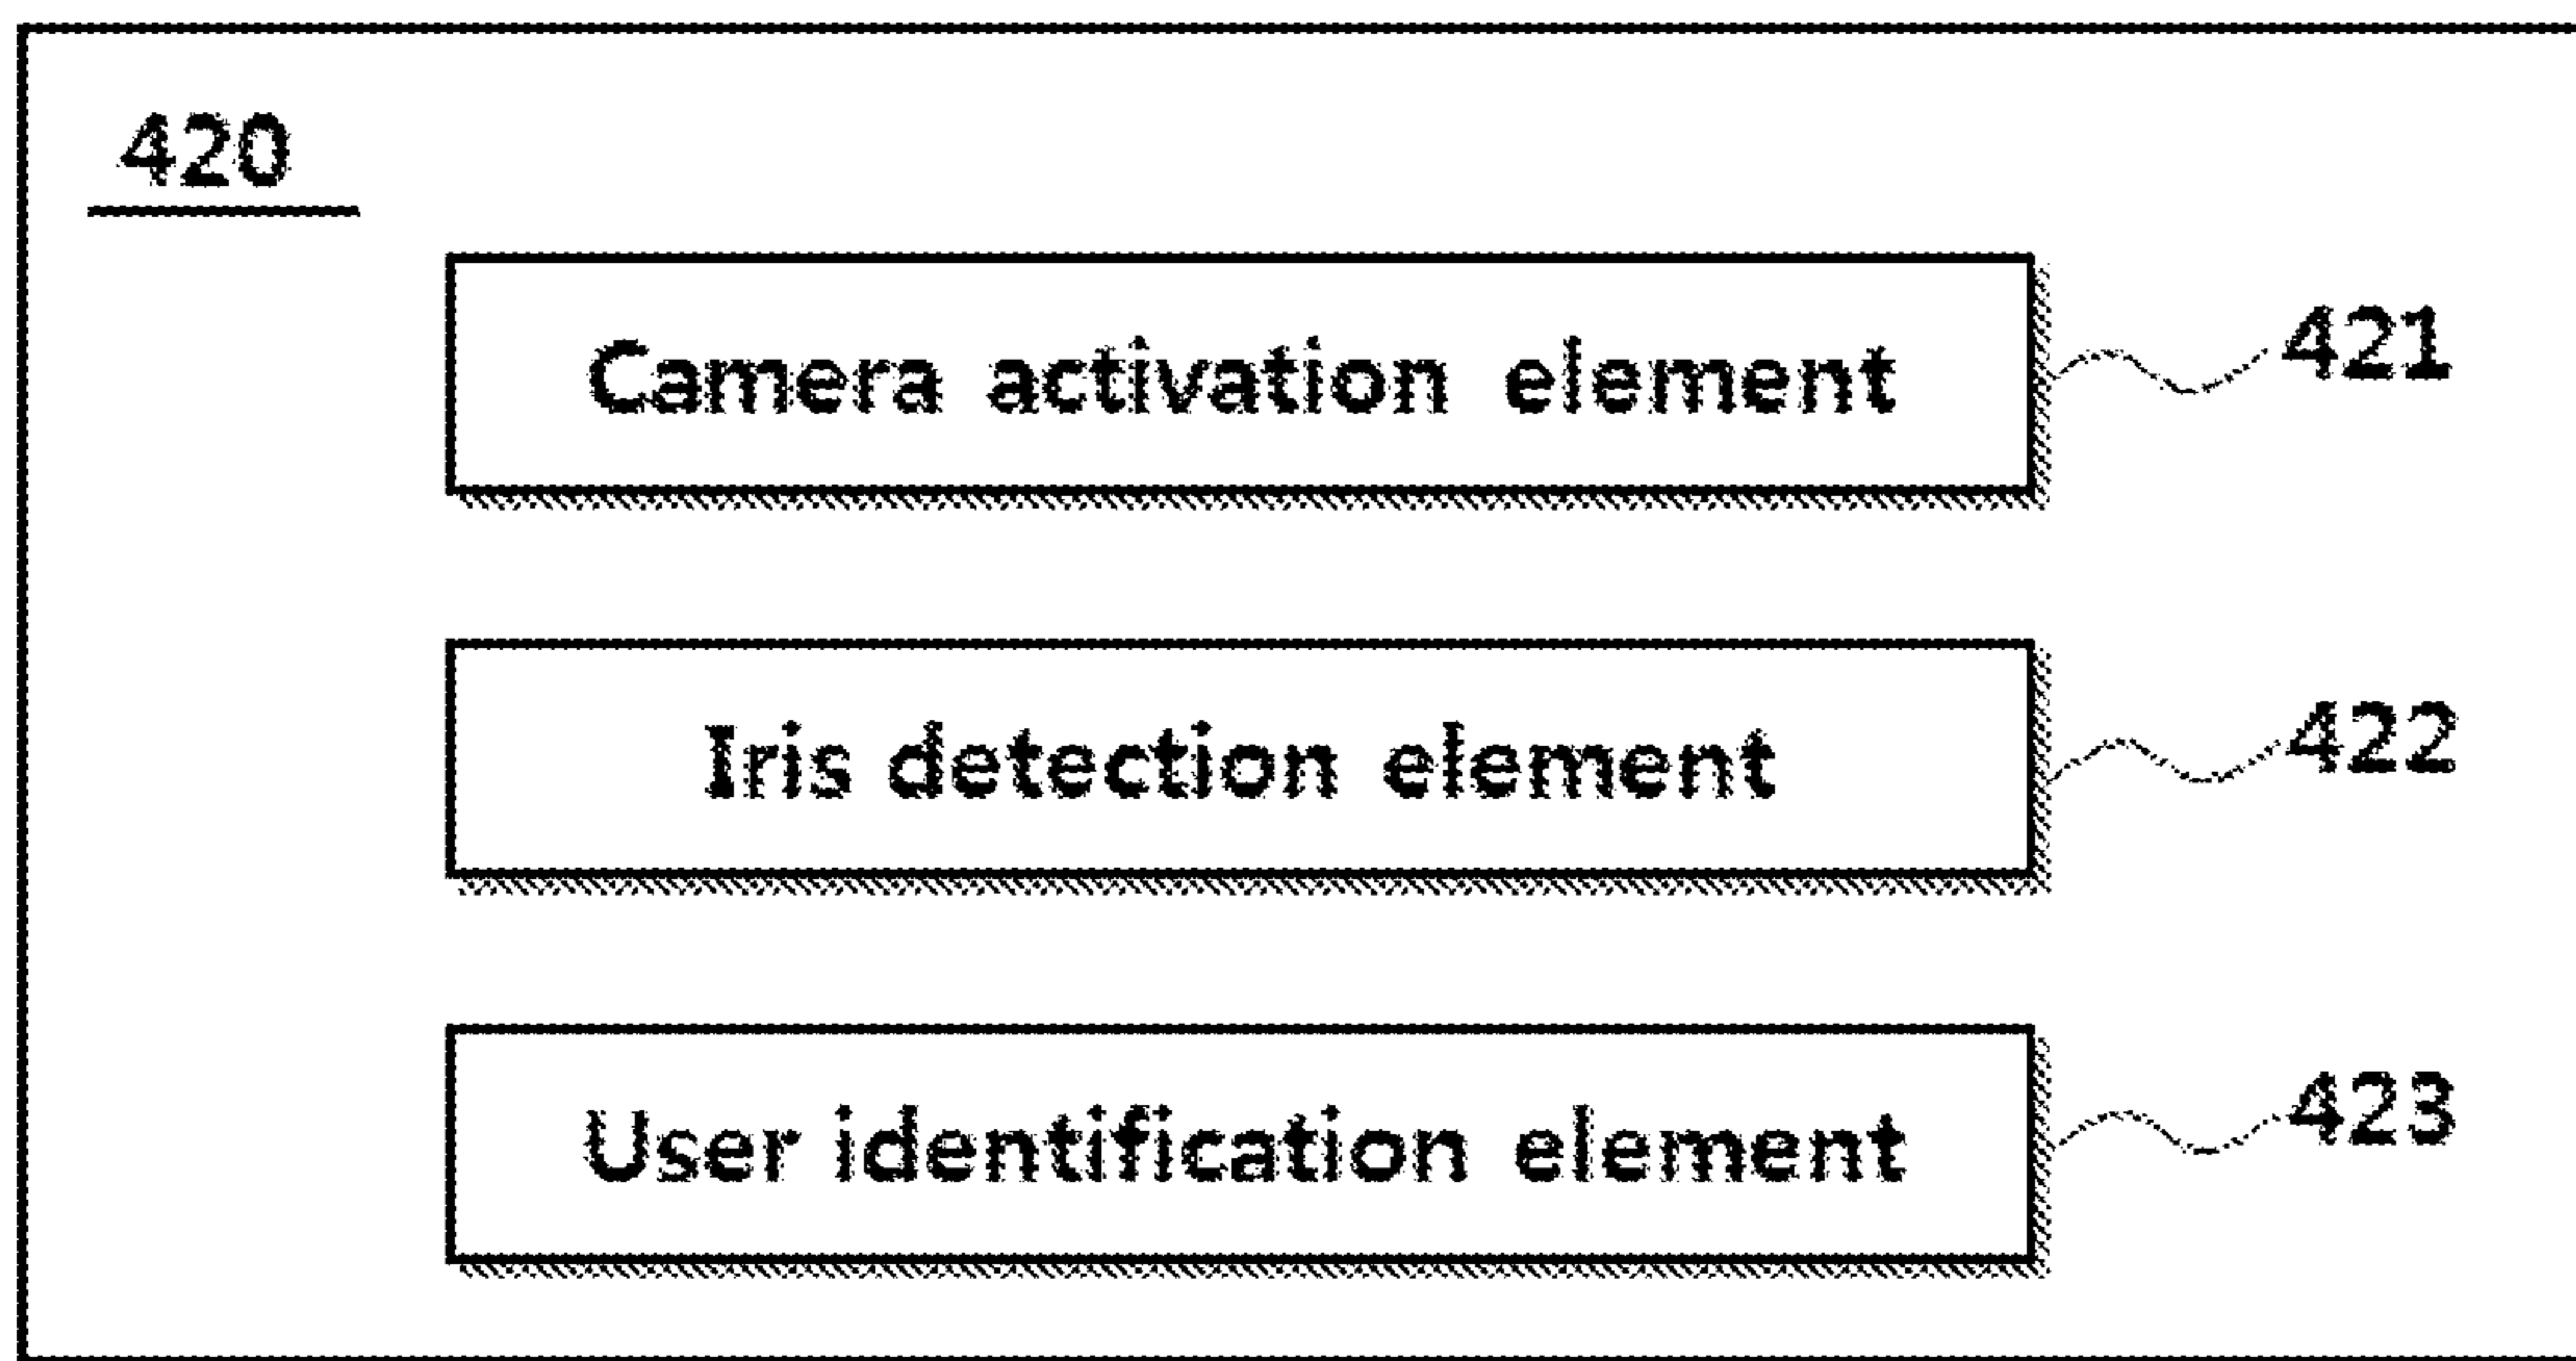 420
Camera activation element 421
Iris detection element 422
User identification element 423